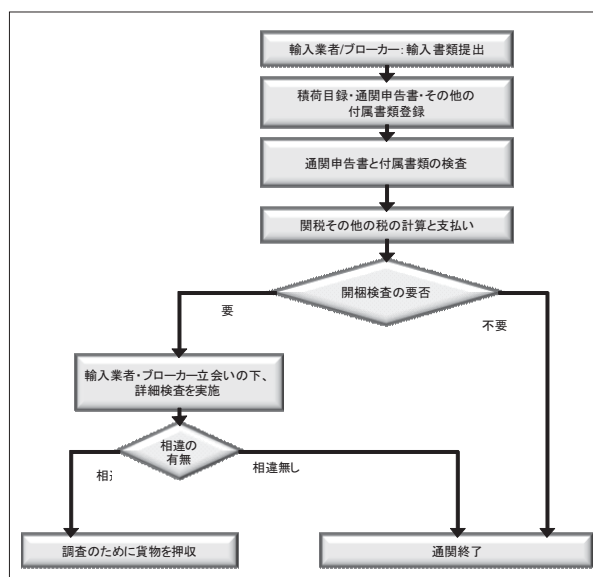 輸入業者/ブローカー：輸入書類提出
積荷目録・通関申告書・その他の
付属書類登録
通関申告書と付属書類の検査
関税その他の税の計算と支払い
開梱検査の要否
要
不要
輸入業者・ブローカー立会いの下、
詳細検査を実施
相違の
有無
相
相違無し
調査のために貨物を押収
通関終了